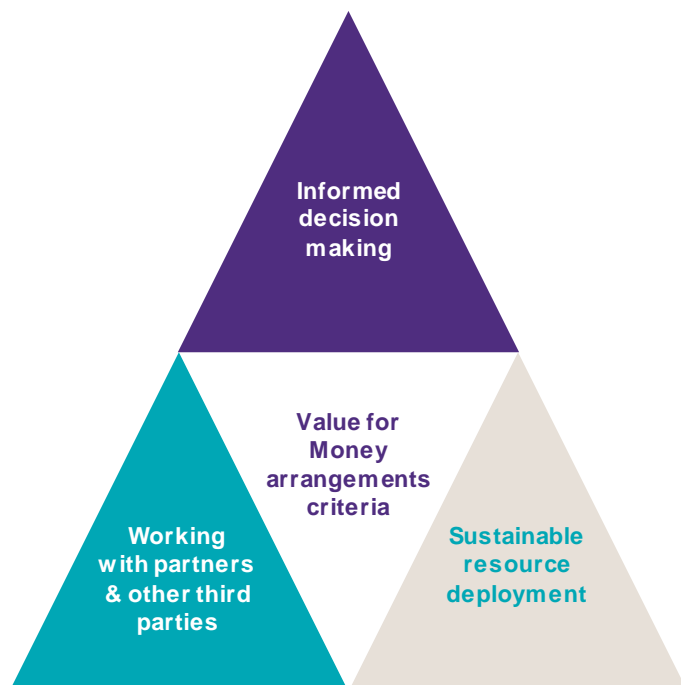 Informed
decision
making
Value for
Money
arrangements
criteria
Working
with partners
& other third
parties
Sustainable
resource
deployment